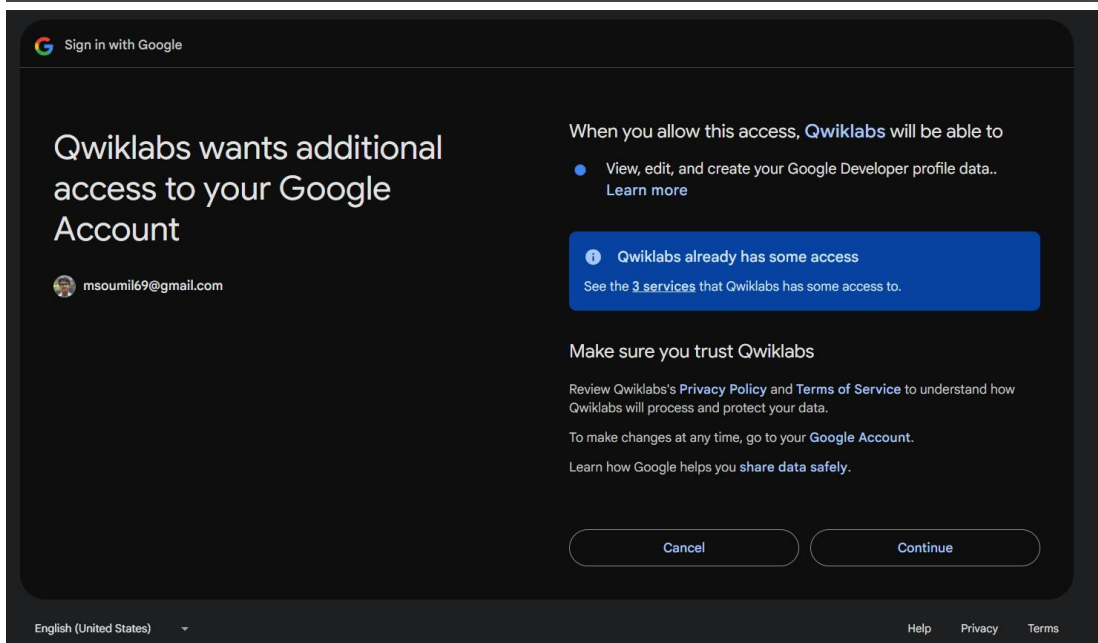 Sign in with Google
Qwiklabs wants additional
access to your Google
Account
msoumil69@gmail.com
When you allow this access, Qwiklabs will be able to
View, edit, and create your Google Developer profile data..
Learn more
Qwiklabs already has some access
See the 3 services that Qwiklabs has some access to.
Make sure you trust Qwiklabs
Review Qwiklabs's Privacy Policy and Terms of Service to understand how
Qwiklabs will process and protect your data.
To make changes at any time, go to your Google Account.
Learn how Google helps you share data safely.
Cancel
Continue
English (United States)
Help Privacy Terms